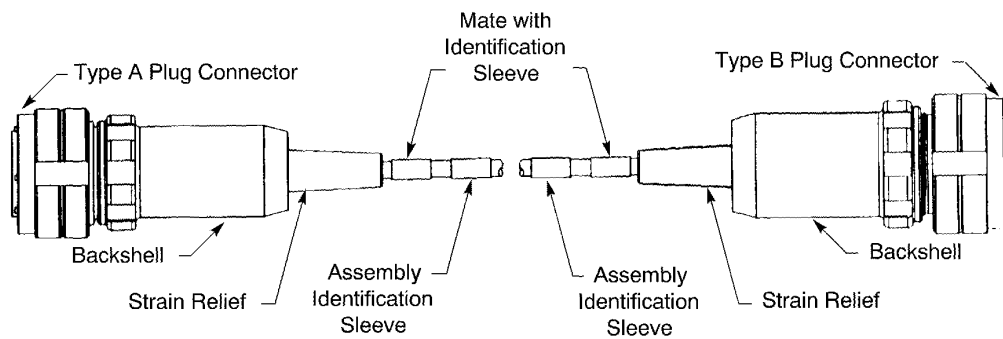 Mate with
Identification
Sleeve
Type A Plug Connector
Type B Plug Connector
Backshell
Strain Relief
Assembly
Identification
Sleeve
Assembly
Identification
Sleeve
Strain Relief
Backshell